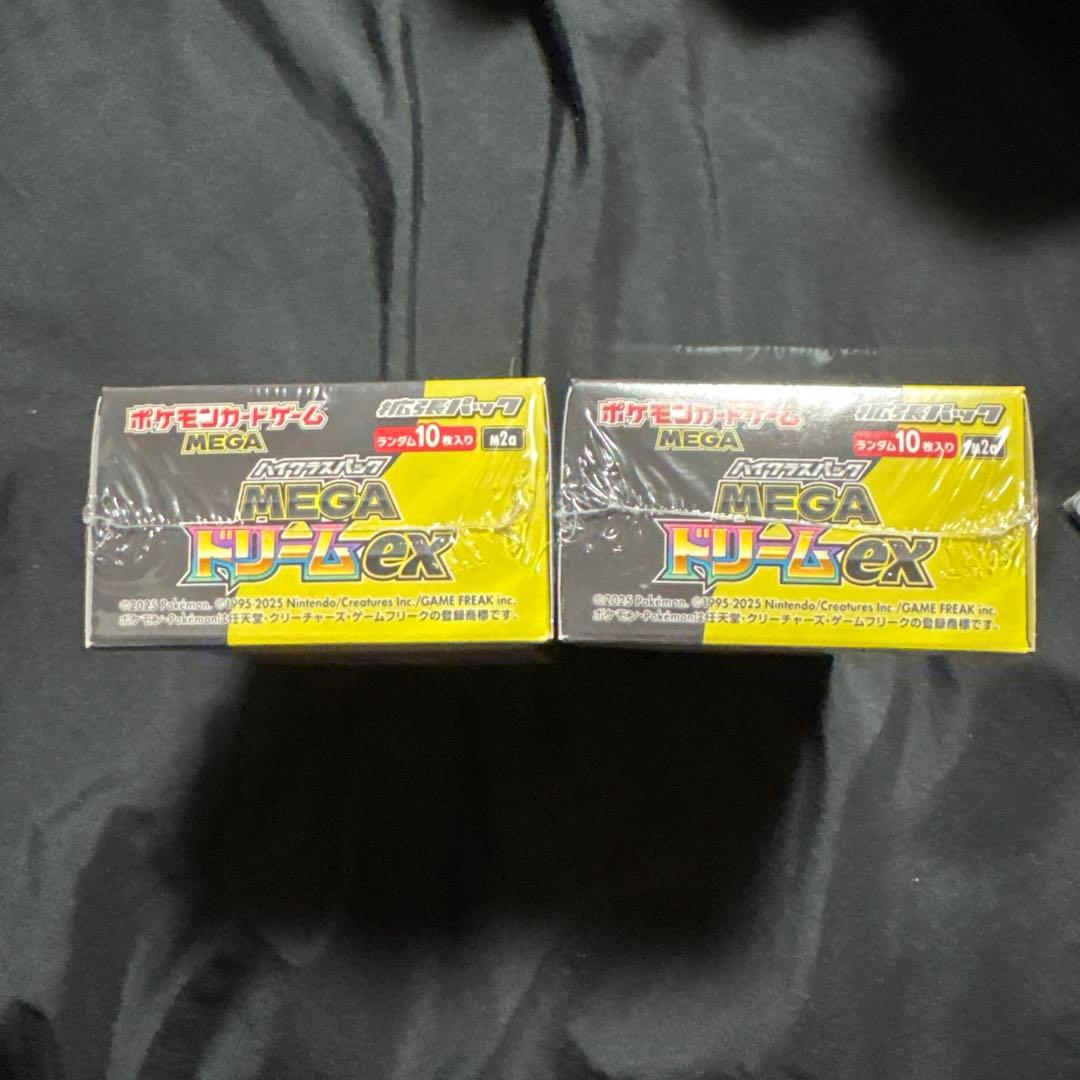 ポケモンカードゲーム
MEGA
拡張パック
ランダム10枚入り M2a
ハイクラスパック
MEGA
ドリームex
©2025 Pokémon. ©1995-2025 Nintendo/Creatures Inc./GAME FREAK inc.
ポケモン・Pokémonは任天堂・クリーチャーズ・ゲームフリークの登録商標です。
ポケモンカードゲーム
MEGA
拡張パック
ランダム10枚入り M2a
ハイクラスパック
MEGA
ドリームex
©2025 Pokémon. ©1995-2025 Nintendo/Creatures Inc./GAME FREAK inc.
ポケモン・Pokémonは任天堂・クリーチャーズ・ゲームフリークの登録商標です。